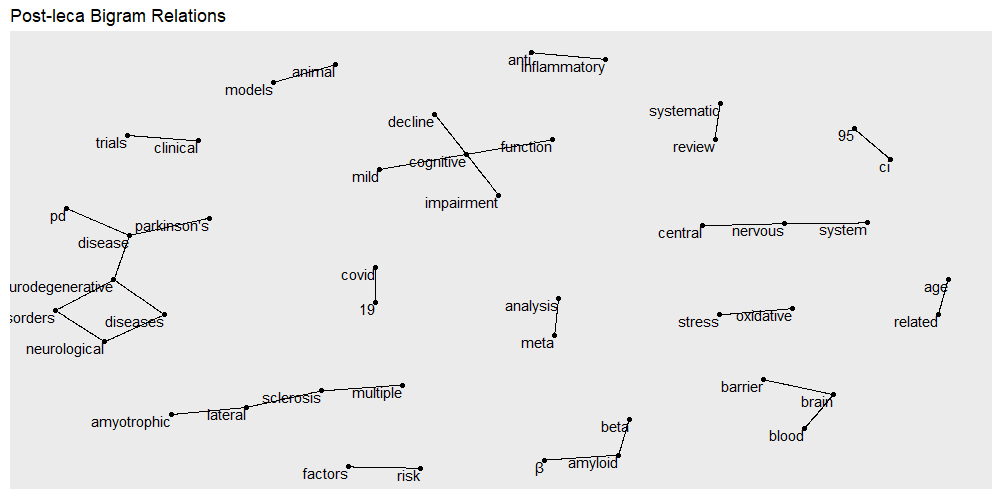 Post-leca Bigram Relations
anti
inflammatory
animal
models
systematic
decline
95
trials
clinical
function
review
cognitive
ci
mild
impairment
pd
parkinson's
disease
central
nervous
system
covid
urodegenerative
age
19
analysis
sorders
diseases
stress
oxidative
related
neurological
meta
barrier
sclerosis
multiple
brain
amyotrophic
lateral
beta
blood
β
amyloid
factors
risk